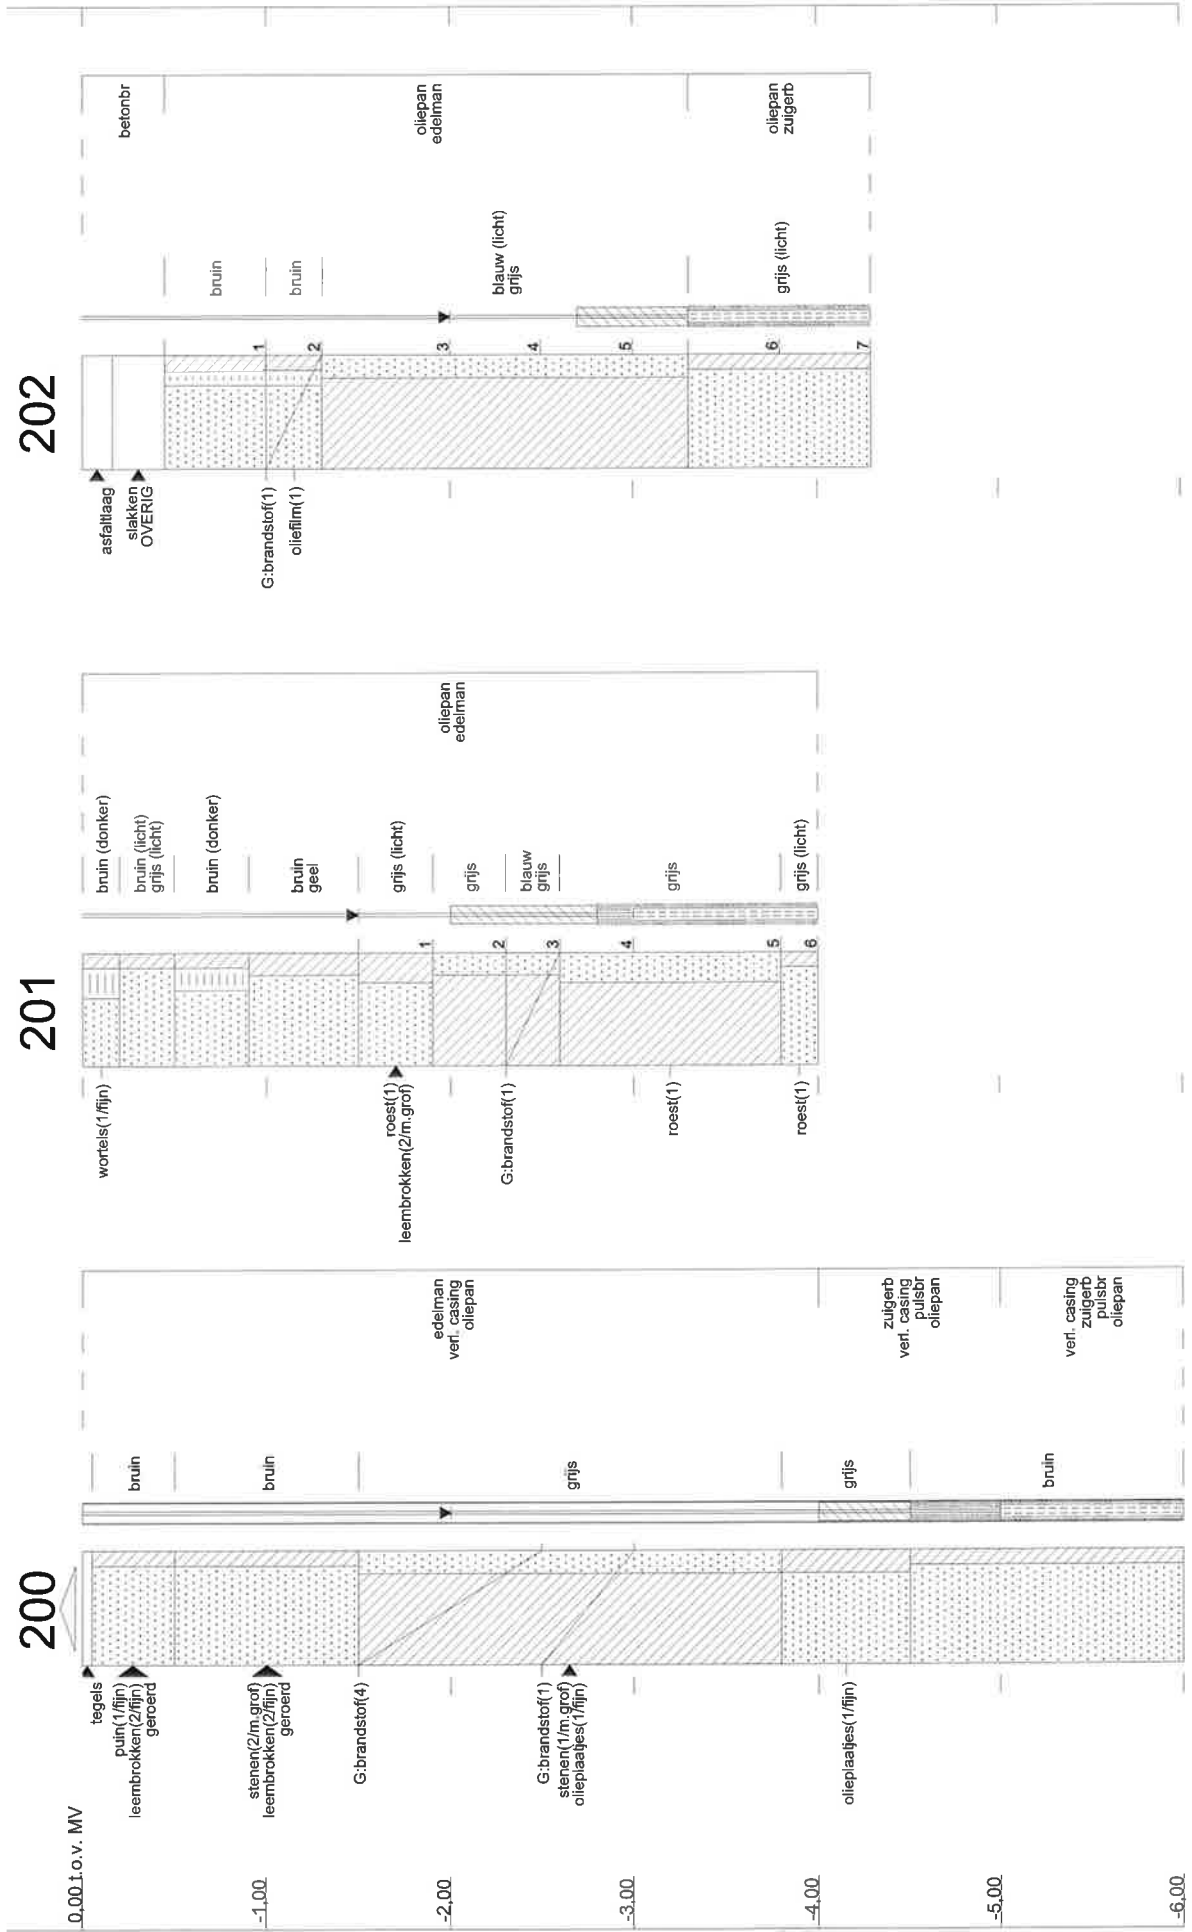 0,00 t.o.v. MV
-1,00
-2,00
-3,00
-4,00
-5,00
-6,00
200
tegels
puin(1/fijn)
leembrokken(2/fijn)
geroerd
stenen(2/m.grof)
leembrokken(2/fijn)
geroerd
G:brandstof(4)
G:brandstof(1)
stenen(1/m.grof)
olieplaatjes(1/fijn)
olieplaatjes(1/fijn)
bruin
bruin
grijs
grijs
bruin
edelman
verl. casing
oliepan
zuigerb
verl. casing
pulsbr
oliepan
verl. casing
zuigerb
pulsbr
oliepan
201
wortels(1/fijn)
roest(1)
leembrokken(2/m.grof)
G:brandstof(1)
roest(1)
roest(1)
1
2
3
4
5
6
bruin (donker)
bruin (licht)
grijs (licht)
bruin (donker)
bruin
geel
grijs (licht)
grijs
blauw
grijs
grijs
grijs (licht)
oliepan
edelman
202
asfaltlaag
slakken
OVERIG
G:brandstof(1)
oliefilm(1)
1
2
3
4
5
6
7
bruin
bruin
blauw (licht)
grijs
grijs (licht)
betonbr
oliepan
edelman
oliepan
zuigerb